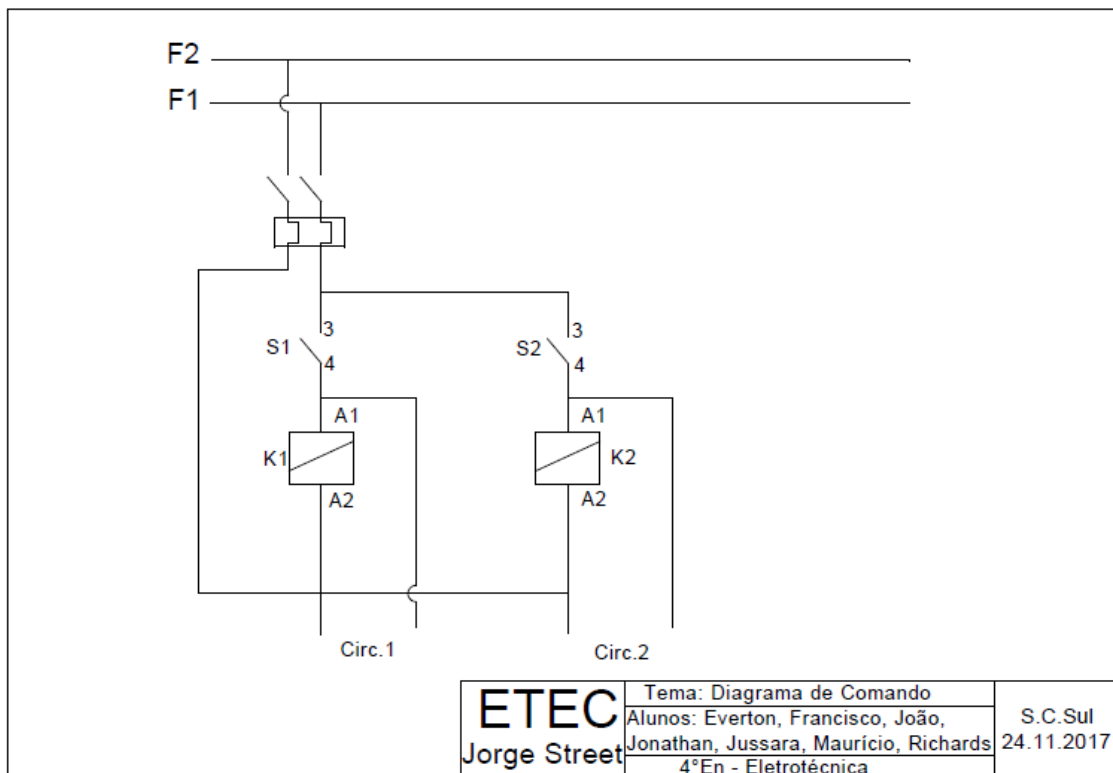 F2
F1
3
S1
4
3
S2
4
A1
K1
A2
A1
K2
A2
Circ.1
Circ.2
ETEC
Jorge Street
Tema: Diagrama de Comando
Alunos: Everton, Francisco, João,
Jonathan, Jussara, Maurício, Richards
4°En - Eletrotécnica
S.C.Sul
24.11.2017